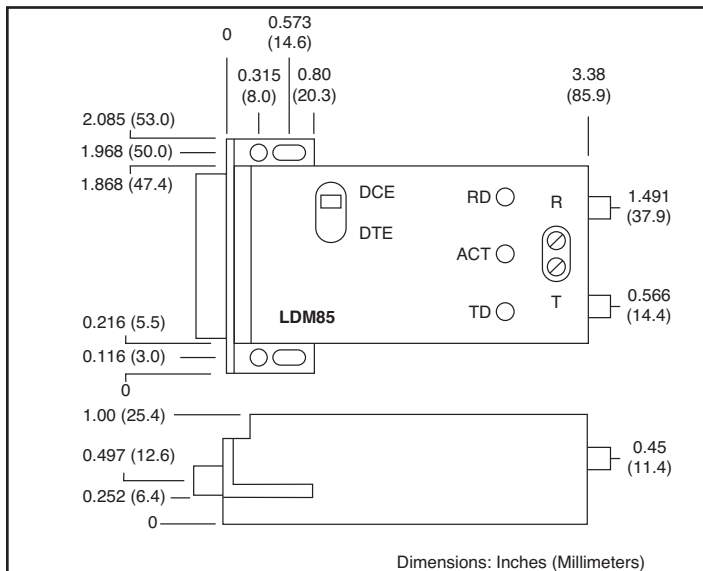 0
0.573
(14.6)
0.315
(8.0)
0.80
(20.3)
3.38
(85.9)
2.085 (53.0)
1.968 (50.0)
1.868 (47.4)
DCE
DTE
RD
R
1.491
(37.9)
ACT
TD
T
0.566
(14.4)
LDM85
0.216 (5.5)
0.116 (3.0)
0
1.00 (25.4)
0.497 (12.6)
0.252 (6.4)
0
0.45
(11.4)
Dimensions: Inches (Millimeters)